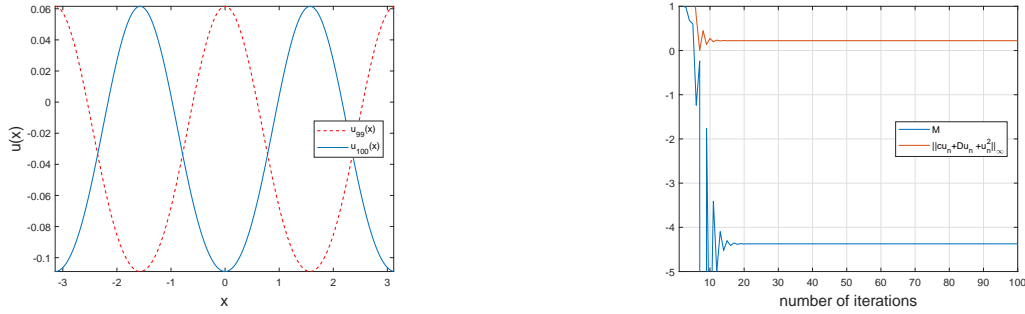 0.06
0.04
0.02
0
-0.02
-0.04
-0.06
-0.08
-0.1
u(x)
u99(x)
u100(x)
-3 -2 -1 0 1 2 3
x
1
0
-1
-2
-3
-4
-5
M
||cun+Dun +un2||∞
10 20 30 40 50 60 70 80 90 100
number of iterations